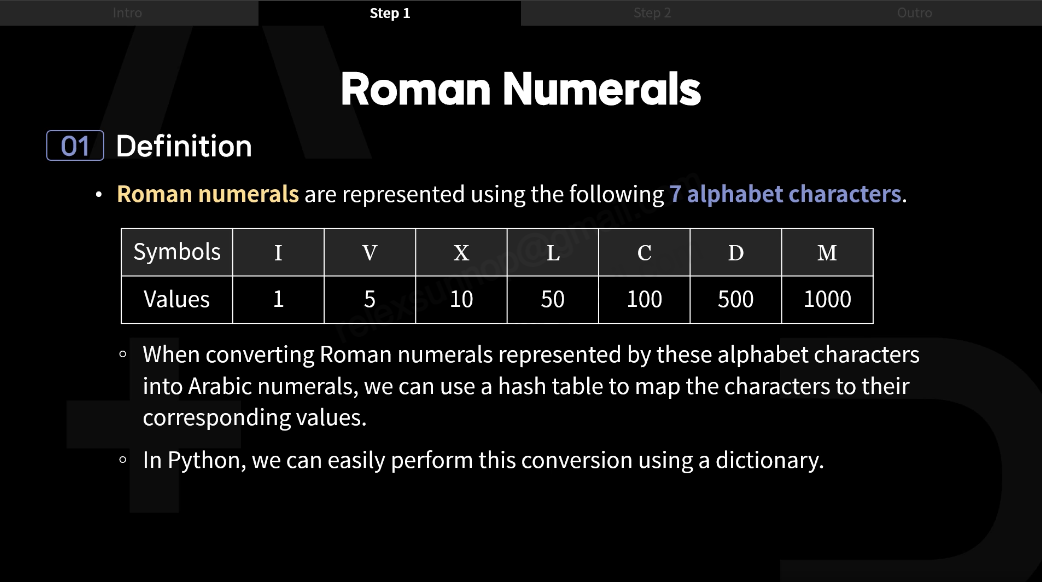 Intro Step 1 Step 2 Outro
Roman Numerals
01 Definition
• Roman numerals are represented using the following 7 alphabet characters.
Symbols I V X L C D M
Values 1 5 10 50 100 500 1000
◦ When converting Roman numerals represented by these alphabet characters
into Arabic numerals, we can use a hash table to map the characters to their
corresponding values.
◦ In Python, we can easily perform this conversion using a dictionary.